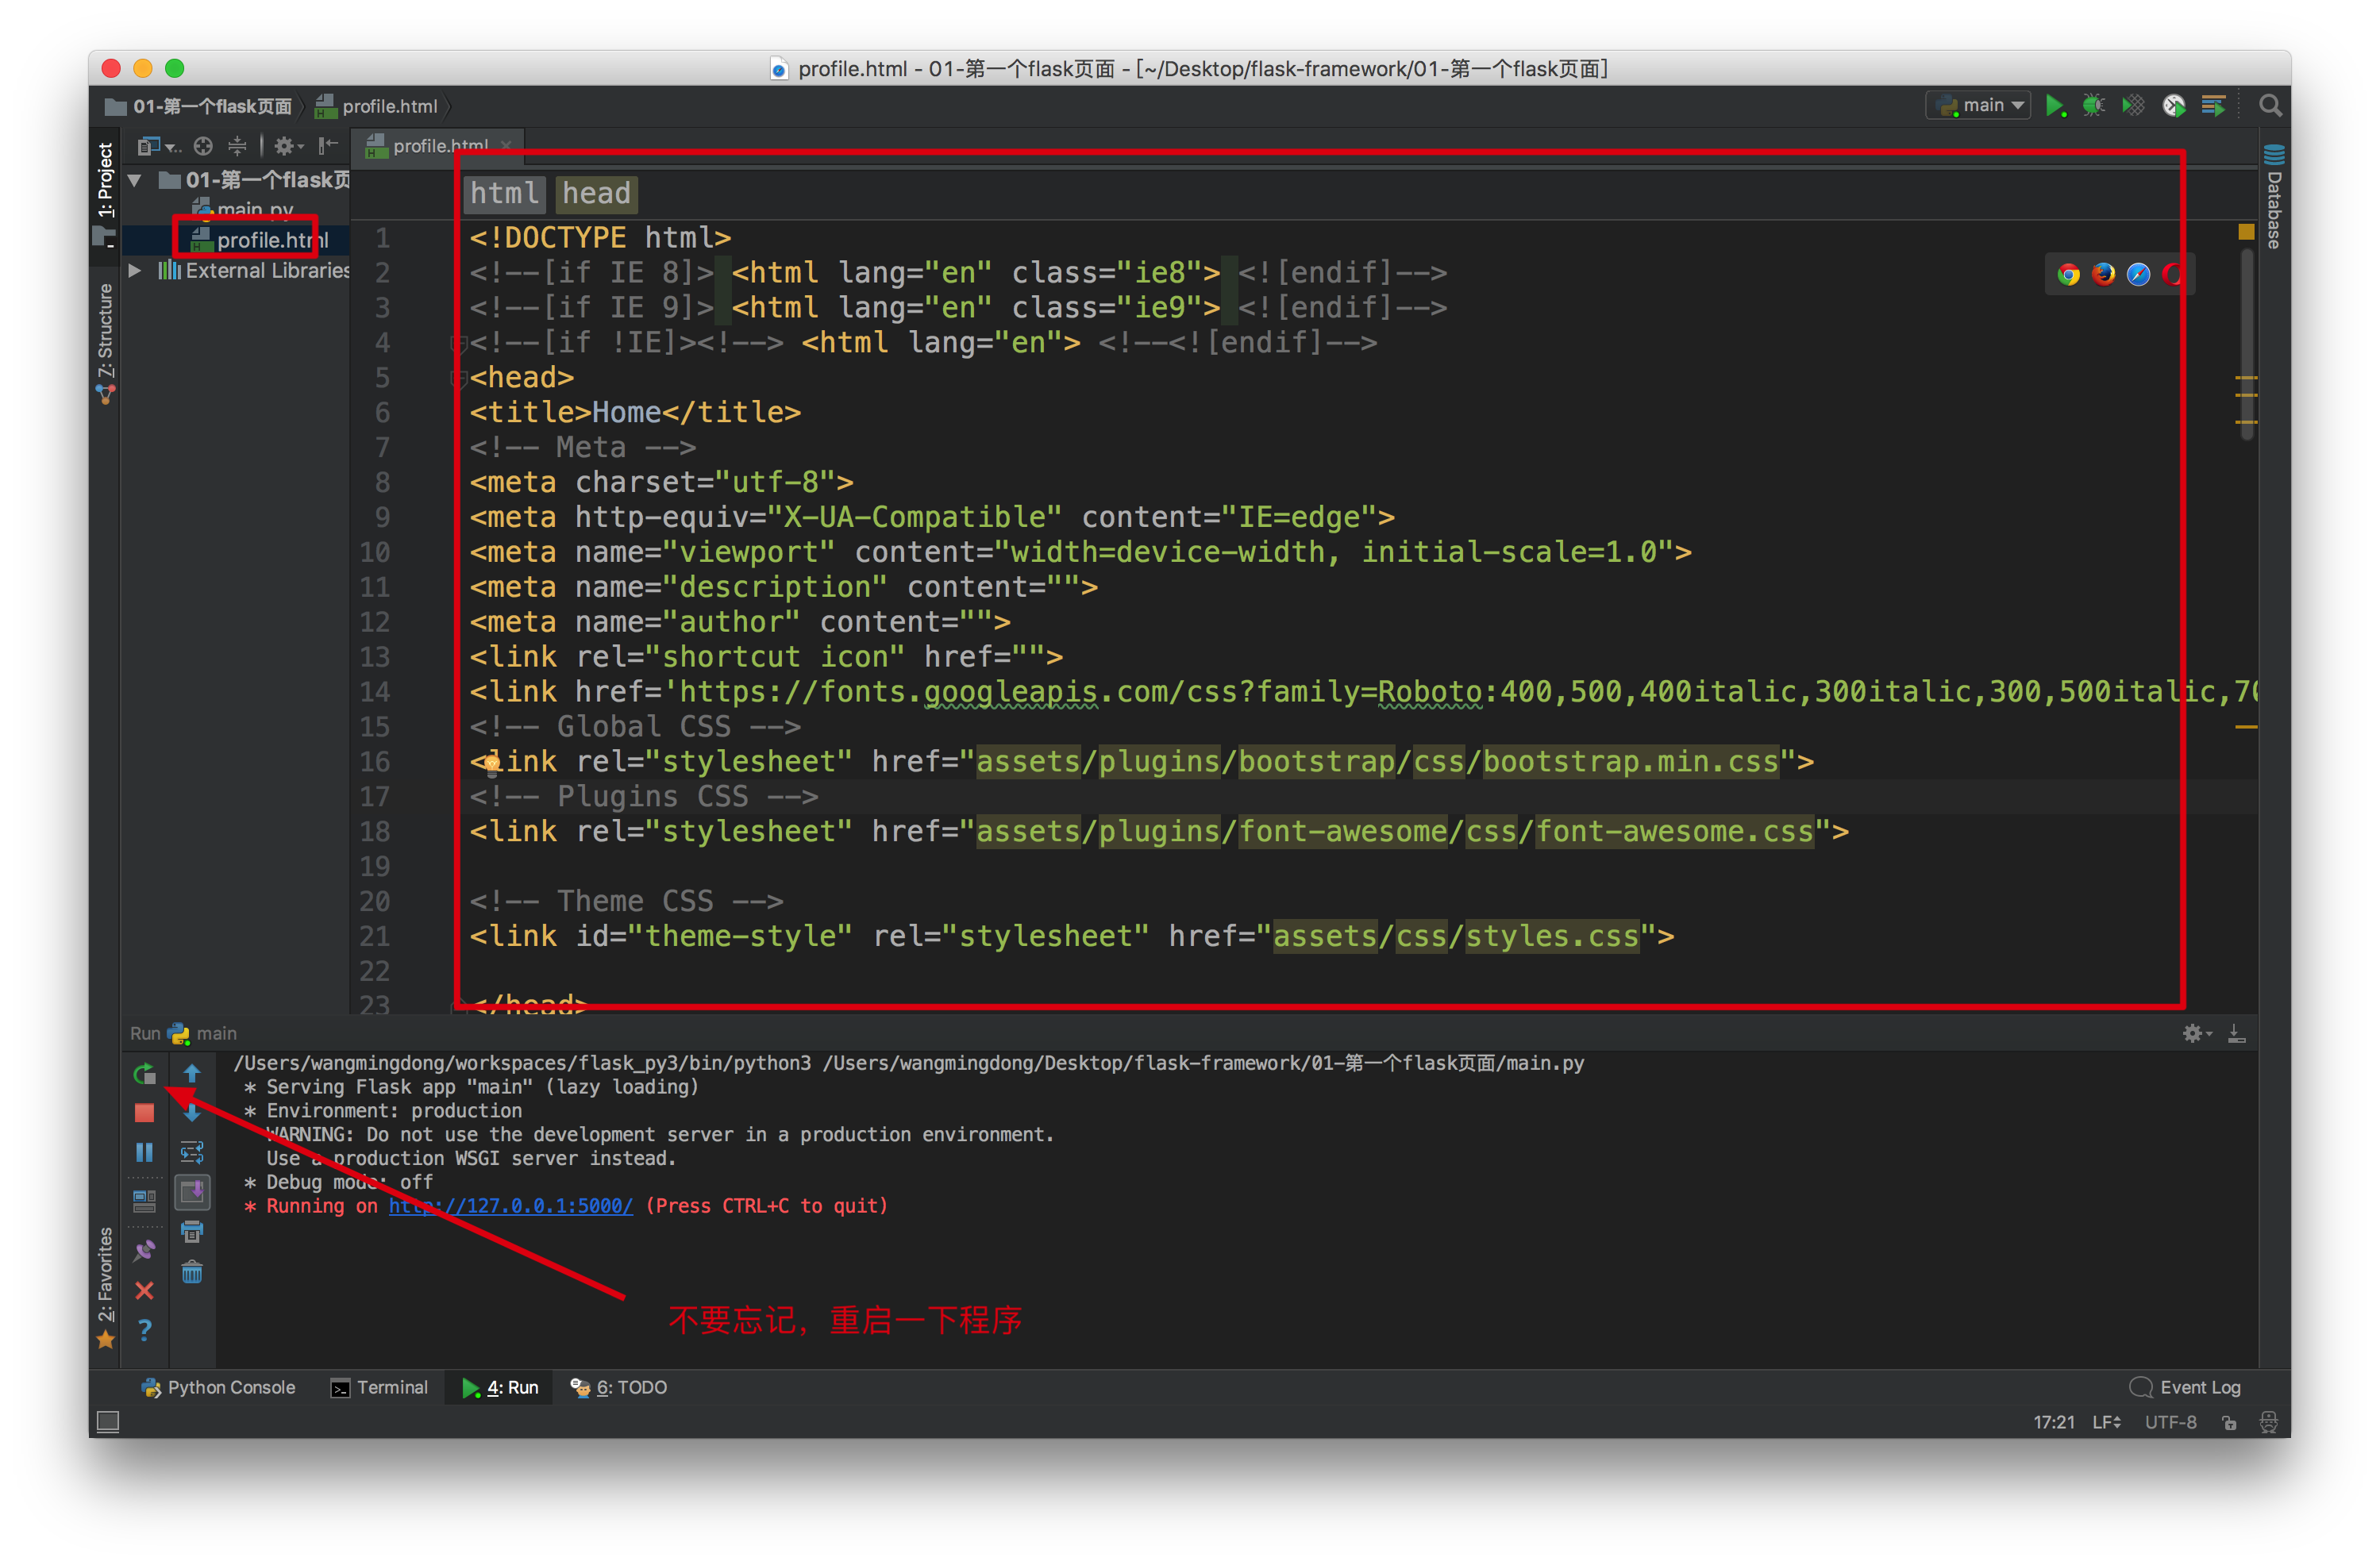 profile.html - 01-第一个flask页面 - [~/Desktop/flask-framework/01-第一个flask页面]
01-第一个flask页面
profile.html
main
1: Project
profile.html
01-第一个flask页
main.py
profile.html
External Libraries
7: Structure
Database
html head
1 <!DOCTYPE html>
2 <!--[if IE 8]> <html lang="en" class="ie8"> <![endif]-->
3 <!--[if IE 9]> <html lang="en" class="ie9"> <![endif]-->
4 <!--[if !IE]><!--> <html lang="en"> <!--<![endif]-->
5 <head>
6 <title>Home</title>
7 <!-- Meta -->
8 <meta charset="utf-8">
9 <meta http-equiv="X-UA-Compatible" content="IE=edge">
10 <meta name="viewport" content="width=device-width, initial-scale=1.0">
11 <meta name="description" content="">
12 <meta name="author" content="">
13 <link rel="shortcut icon" href="">
14 <link href='https://fonts.googleapis.com/css?family=Roboto:400,500,400italic,300italic,300,500italic,70
15 <!-- Global CSS -->
16 <link rel="stylesheet" href="assets/plugins/bootstrap/css/bootstrap.min.css">
17 <!-- Plugins CSS -->
18 <link rel="stylesheet" href="assets/plugins/font-awesome/css/font-awesome.css">
19
20 <!-- Theme CSS -->
21 <link id="theme-style" rel="stylesheet" href="assets/css/styles.css">
22
23 </head>
Run main
/Users/wangmingdong/workspaces/flask_py3/bin/python3 /Users/wangmingdong/Desktop/flask-framework/01-第一个flask页面/main.py
* Serving Flask app "main" (lazy loading)
* Environment: production
WARNING: Do not use the development server in a production environment.
Use a production WSGI server instead.
* Debug mode: off
* Running on http://127.0.0.1:5000/ (Press CTRL+C to quit)
不要忘记，重启一下程序
2: Favorites
Python Console
Terminal
4: Run
6: TODO
Event Log
17:21 LF UTF-8